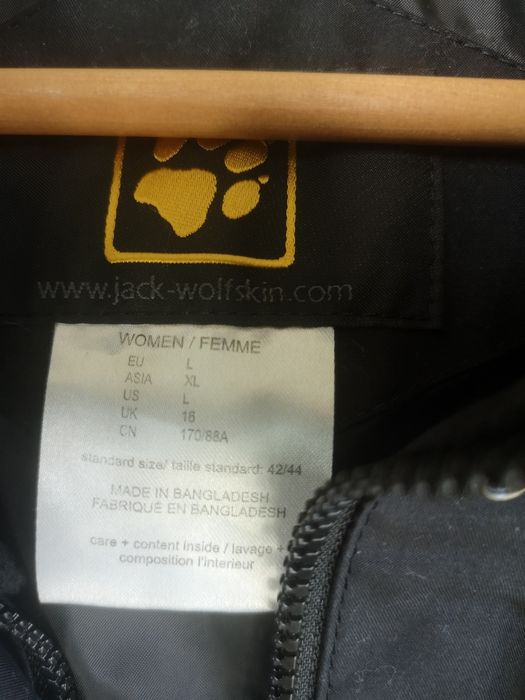 www.jack-wolfskin.com
WOMEN / FEMME
EU L
ASIA XL
US L
UK 16
CN 170/88A
standard size/ taille standard: 42/44
MADE IN BANGLADESH
FABRIQUÉ EN BANGLADESH
care + content inside / lavage +
composition l'interieur